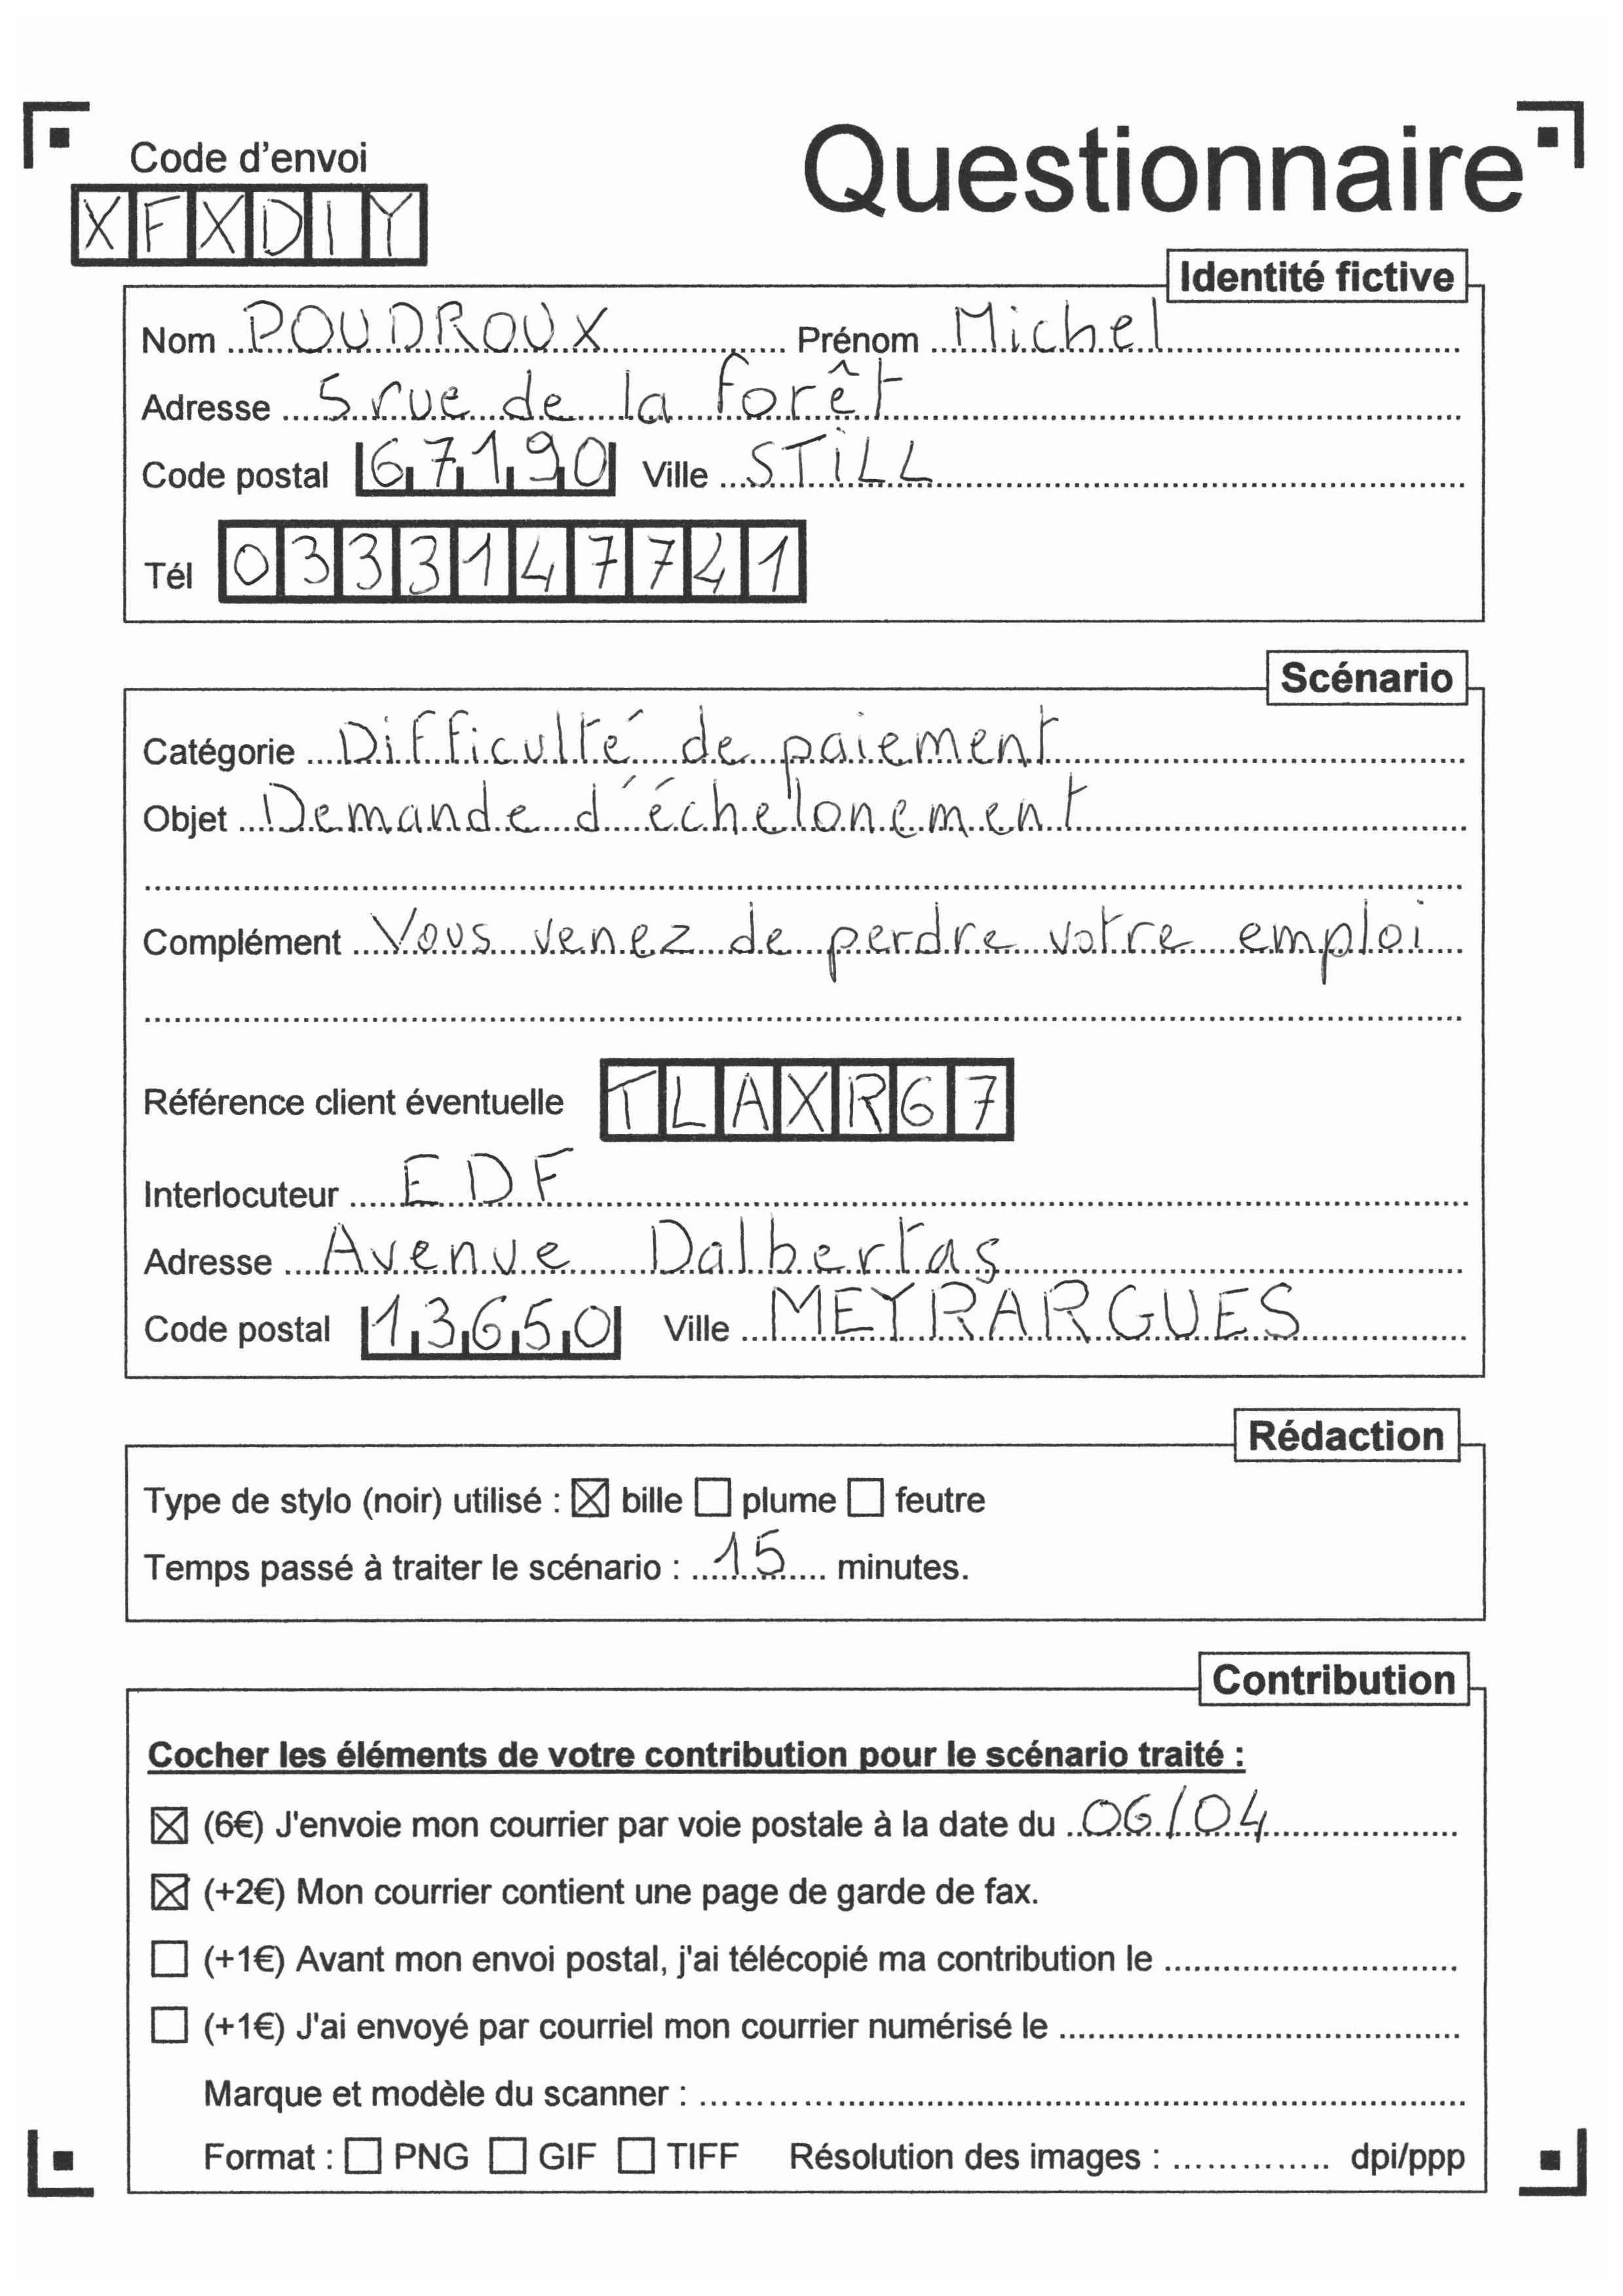 Questionnaire
Code d'envoi
XFXDIY
Identité fictive
Nom POUDROUX Prénom Michel
Adresse 5 rue de la forêt
Code postal 67190 Ville STiLL
Tél 0333147741
Scénario
Catégorie Difficulté de paiement
Objet Demande d'échelonement
Complément Vous venez de perdre votre emploi
Référence client éventuelle TLAXR67
Interlocuteur EDF
Adresse Avenue Dalbertas
Code postal 13650 Ville MEYRARGUES
Rédaction
Type de stylo (noir) utilisé : ☒ bille ☐ plume ☐ feutre
Temps passé à traiter le scénario : 15 minutes.
Contribution
Cocher les éléments de votre contribution pour le scénario traité :
☒ (6€) J'envoie mon courrier par voie postale à la date du 06/04
☒ (+2€) Mon courrier contient une page de garde de fax.
☐ (+1€) Avant mon envoi postal, j'ai télécopié ma contribution le
☐ (+1€) J'ai envoyé par courriel mon courrier numérisé le
Marque et modèle du scanner :
Format : ☐ PNG ☐ GIF ☐ TIFF Résolution des images : dpi/ppp